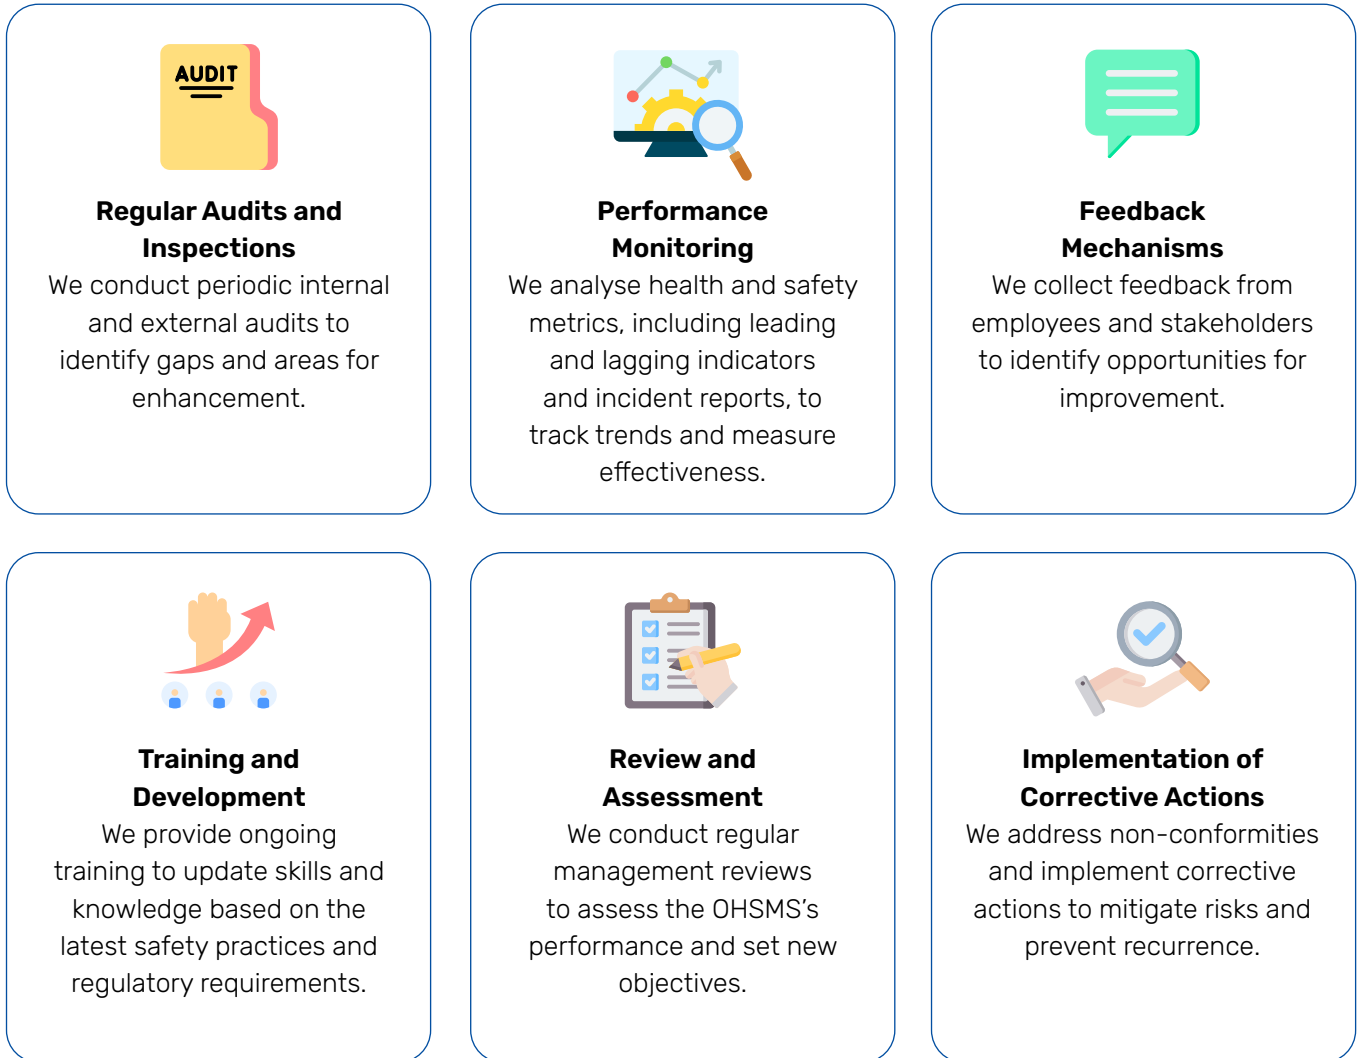 AUDIT
Regular Audits and
Inspections
We conduct periodic internal
and external audits to
identify gaps and areas for
enhancement.
Performance
Monitoring
We analyse health and safety
metrics, including leading
and lagging indicators
and incident reports, to
track trends and measure
effectiveness.
Feedback
Mechanisms
We collect feedback from
employees and stakeholders
to identify opportunities for
improvement.
Training and
Development
We provide ongoing
training to update skills and
knowledge based on the
latest safety practices and
regulatory requirements.
Review and
Assessment
We conduct regular
management reviews
to assess the OHSMS’s
performance and set new
objectives.
Implementation of
Corrective Actions
We address non-conformities
and implement corrective
actions to mitigate risks and
prevent recurrence.